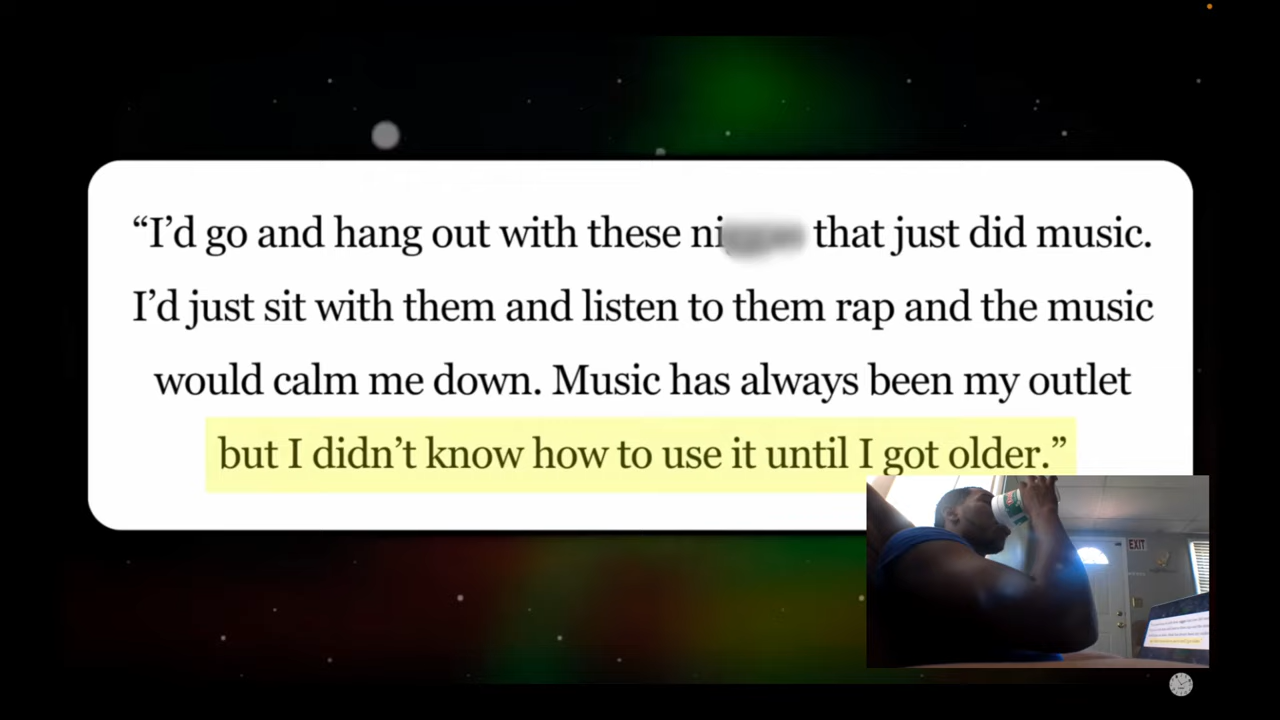 “I’d go and hang out with these ni that just did music.
I’d just sit with them and listen to them rap and the music
would calm me down. Music has always been my outlet
but I didn’t know how to use it until I got older.”
EXIT